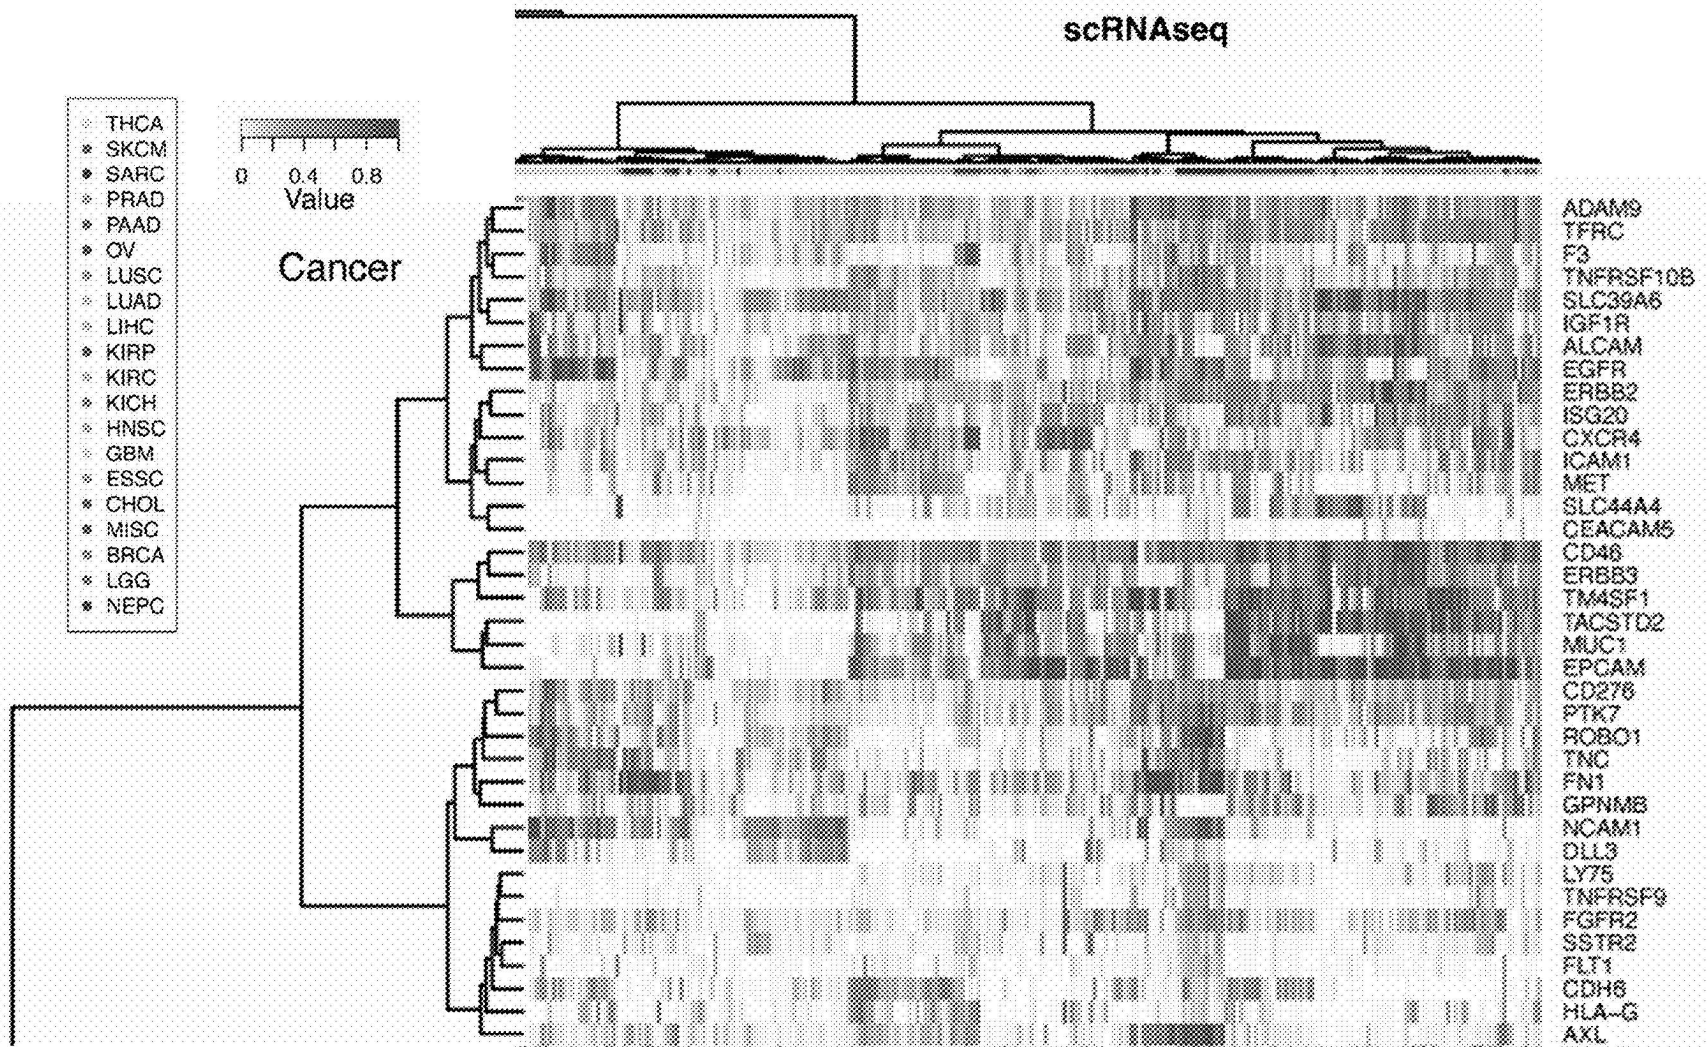 scRNAseq
THCA
SKCM
SARC
PRAD
PAAD
OV
LUSC
LUAD
LIHC
KIRP
KIRC
KICH
HNSC
GBM
ESSC
CHOL
MISC
BRCA
LGG
NEPC
0 0.4 0.8
Value
Cancer
ADAM9
TFRC
F3
TNFRSF10B
SLC39A6
IGF1R
ALCAM
EGFR
ERBB2
ISG20
CXCR4
ICAM1
MET
SLC44A4
CEACAM5
CD46
ERBB3
TM4SF1
TACSTD2
MUC1
EPCAM
CD276
PTK7
ROBO1
TNC
FN1
GPNMB
NCAM1
DLL3
LY75
TNFRSF9
FGFR2
SSTR2
FLT1
CDH6
HLA-G
AXL